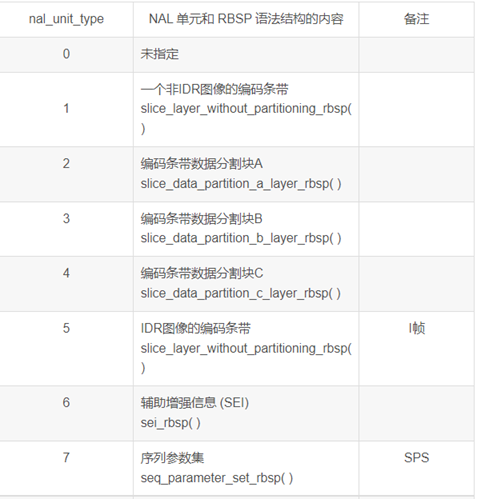 nal_unit_type NAL 单元和 RBSP 语法结构的内容 备注
0 未指定
一个非IDR图像的编码条带
1 slice_layer_without_partitioning_rbsp(
)
2 编码条带数据分割块A
slice_data_partition_a_layer_rbsp( )
3 编码条带数据分割块B
slice_data_partition_b_layer_rbsp( )
4 编码条带数据分割块C
slice_data_partition_c_layer_rbsp( )
5 IDR图像的编码条带 I帧
slice_layer_without_partitioning_rbsp(
)
6 辅助增强信息 (SEI)
sei_rbsp( )
7 序列参数集 SPS
seq_parameter_set_rbsp( )